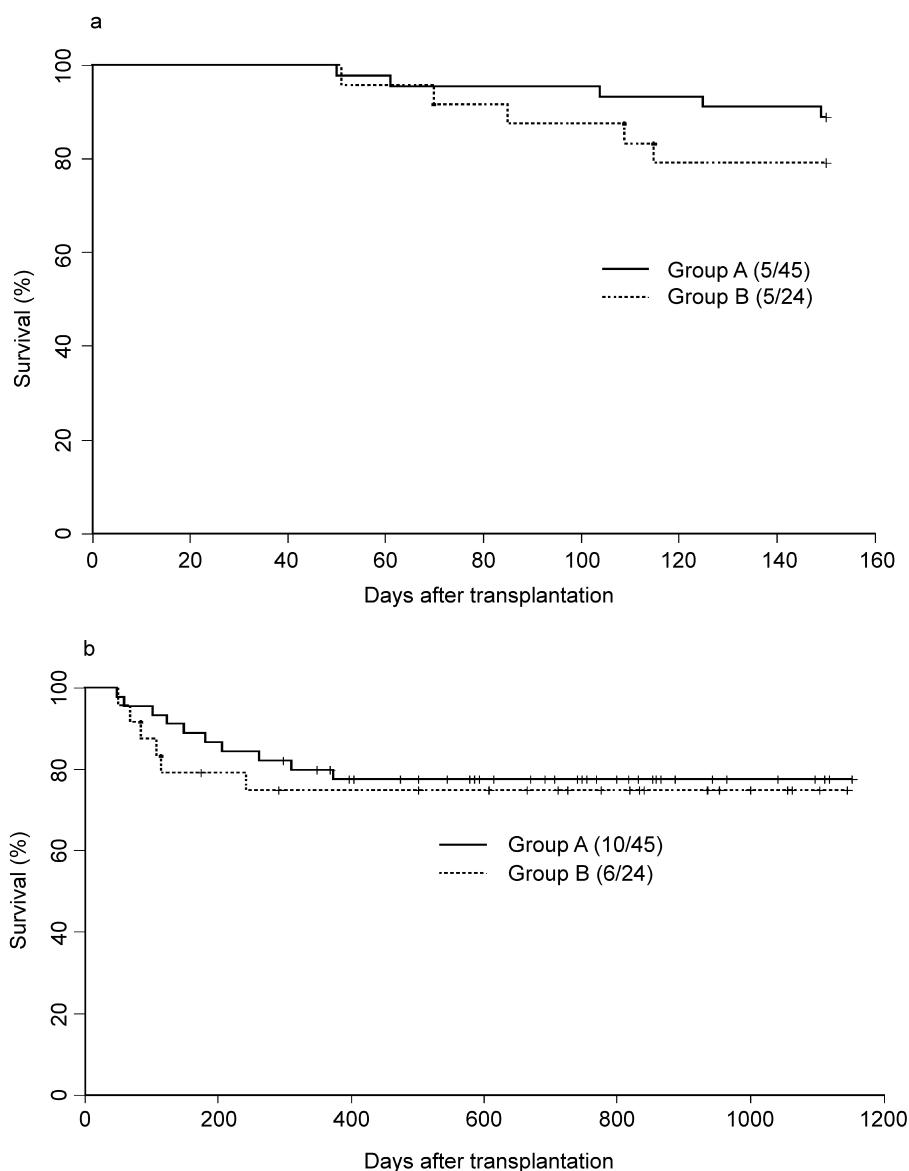 a
100
80
60
40
20
0
Survival (%)
Group A (5/45)
Group B (5/24)
0 20 40 60 80 100 120 140 160
Days after transplantation
b
100
80
60
40
20
0
Survival (%)
Group A (10/45)
Group B (6/24)
0 200 400 600 800 1000 1200
Days after transplantation